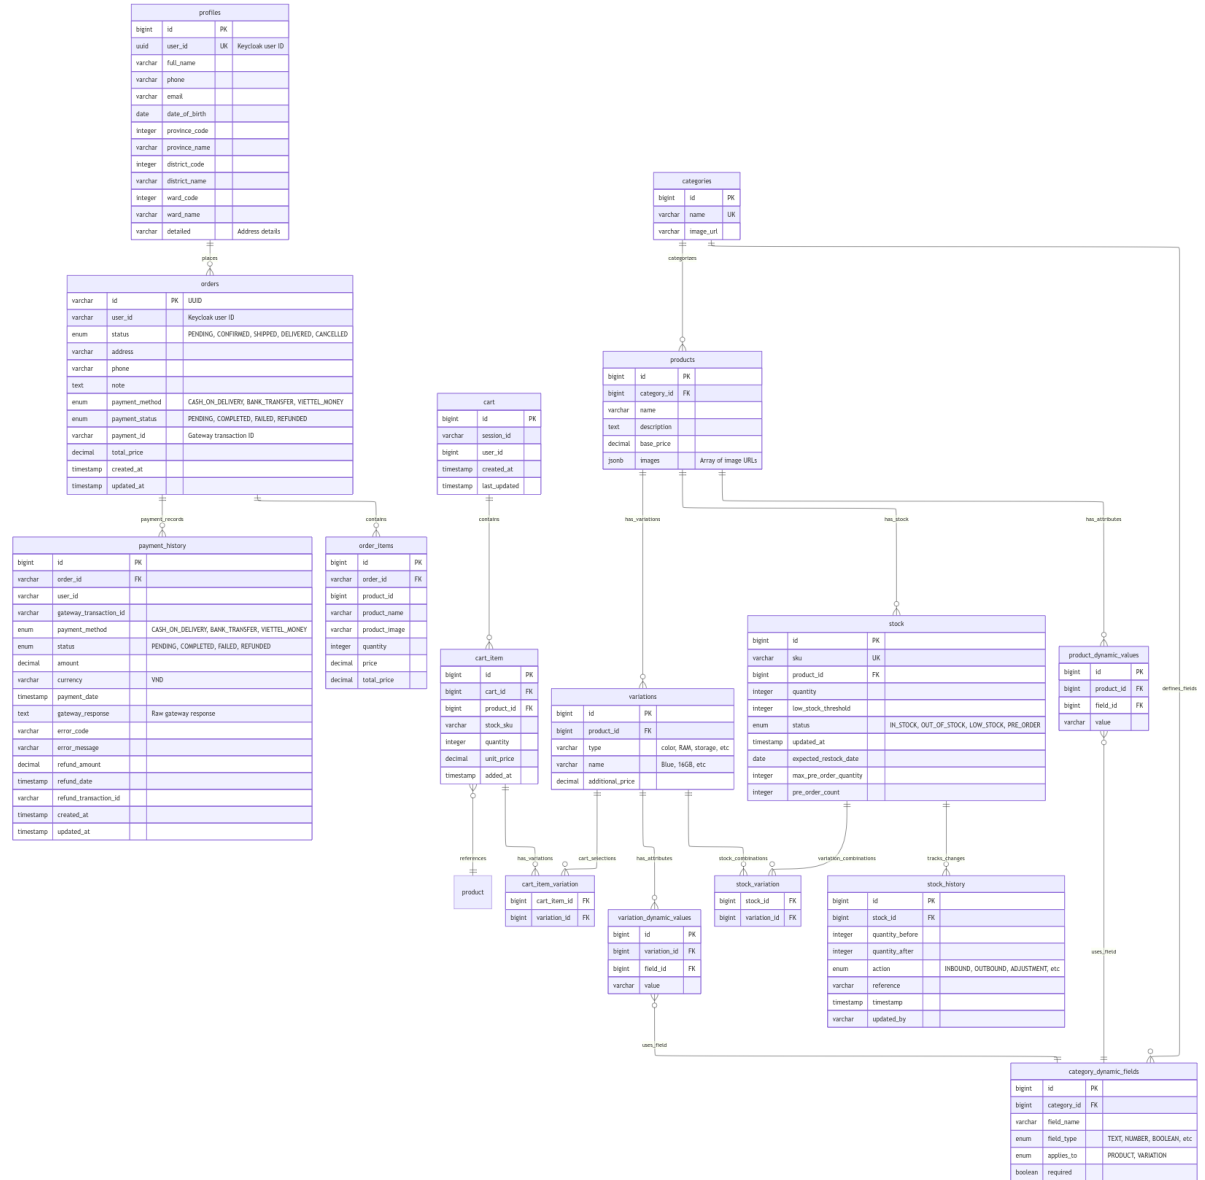 profiles
bigint id PK
uuid user_id UK Keycloak user ID
varchar full_name
varchar phone
varchar email
date date_of_birth
integer province_code
varchar province_name
integer district_code
varchar district_name
integer ward_code
varchar ward_name
varchar detailed Address details
places
categories
bigint id PK
varchar name UK
varchar image_url
categorizes
orders
varchar id PK UUID
varchar user_id Keycloak user ID
enum status PENDING, CONFIRMED, SHIPPED, DELIVERED, CANCELLED
varchar address
varchar phone
text note
enum payment_method CASH_ON_DELIVERY, BANK_TRANSFER, VIETTEL_MONEY
enum payment_status PENDING, COMPLETED, FAILED, REFUNDED
varchar payment_id Gateway transaction ID
decimal total_price
timestamp created_at
timestamp updated_at
products
bigint id PK
bigint category_id FK
varchar name
text description
decimal base_price
jsonb images Array of image URLs
cart
bigint id PK
varchar session_id
bigint user_id
timestamp created_at
timestamp last_updated
payment_records
contains
contains
has_variations
has_stock
has_attributes
payment_history
bigint id PK
varchar order_id FK
varchar user_id
varchar gateway_transaction_id
enum payment_method CASH_ON_DELIVERY, BANK_TRANSFER, VIETTEL_MONEY
enum status PENDING, COMPLETED, FAILED, REFUNDED
decimal amount
varchar currency VND
timestamp payment_date
text gateway_response Raw gateway response
varchar error_code
varchar error_message
decimal refund_amount
timestamp refund_date
varchar refund_transaction_id
timestamp created_at
timestamp updated_at
order_items
bigint id PK
varchar order_id FK
bigint product_id
varchar product_name
varchar product_image
integer quantity
decimal price
decimal total_price
cart_item
bigint id PK
bigint cart_id FK
bigint product_id FK
varchar stock_sku
integer quantity
decimal unit_price
timestamp added_at
variations
bigint id PK
bigint product_id FK
varchar type color, RAM, storage, etc
varchar name Blue, 16GB, etc
decimal additional_price
stock
bigint id PK
varchar sku UK
bigint product_id FK
integer quantity
integer low_stock_threshold
enum status IN_STOCK, OUT_OF_STOCK, LOW_STOCK, PRE_ORDER
timestamp updated_at
date expected_restock_date
integer max_pre_order_quantity
integer pre_order_count
product_dynamic_values
bigint id PK
bigint product_id FK
bigint field_id FK
varchar value
defines_fields
references
has_variations
cart_selections
has_attributes
stock_combinations
variation_combinations
tracks_changes
product
cart_item_variation
bigint cart_item_id FK
bigint variation_id FK
variation_dynamic_values
bigint id PK
bigint variation_id FK
bigint field_id FK
varchar value
stock_variation
bigint stock_id FK
bigint variation_id FK
stock_history
bigint id PK
bigint stock_id FK
integer quantity_before
integer quantity_after
enum action INBOUND, OUTBOUND, ADJUSTMENT, etc
varchar reference
timestamp timestamp
varchar updated_by
uses_field
uses_field
category_dynamic_fields
bigint id PK
bigint category_id FK
varchar field_name
enum field_type TEXT, NUMBER, BOOLEAN, etc
enum applies_to PRODUCT, VARIATION
boolean required